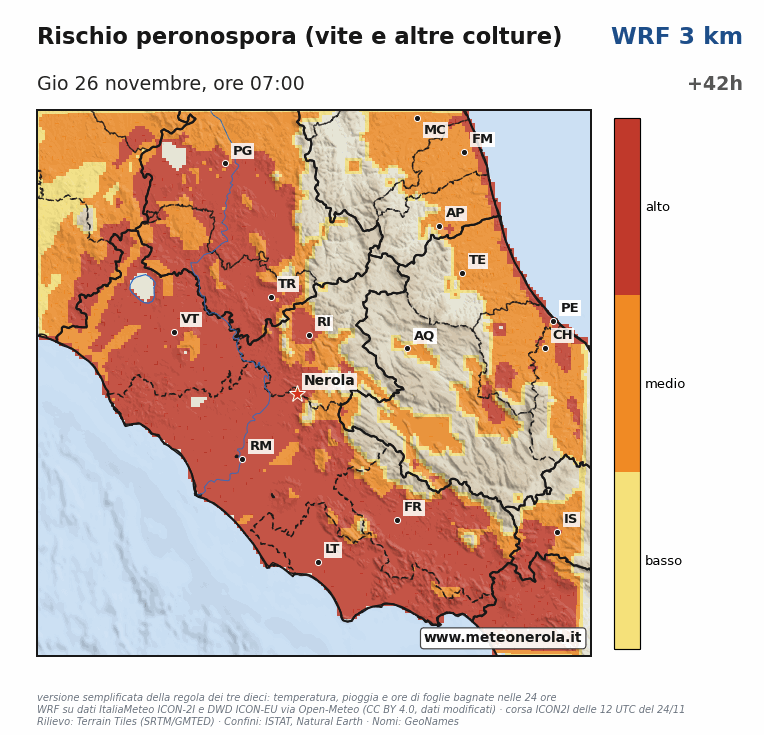 Rischio peronospora (vite e altre colture)
WRF 3 km
Gio 26 novembre, ore 07:00
+42h
MC
FM
PG
AP
TE
TR
PE
VT
RI
AQ
CH
Nerola
RM
FR
IS
LT
www.meteonerola.it
alto
medio
basso
versione semplificata della regola dei tre dieci: temperatura, pioggia e ore di foglie bagnate nelle 24 ore
WRF su dati ItaliaMeteo ICON-2I e DWD ICON-EU via Open-Meteo (CC BY 4.0, dati modificati) · corsa ICON2I delle 12 UTC del 24/11
Rilievo: Terrain Tiles (SRTM/GMTED) · Confini: ISTAT, Natural Earth · Nomi: GeoNames